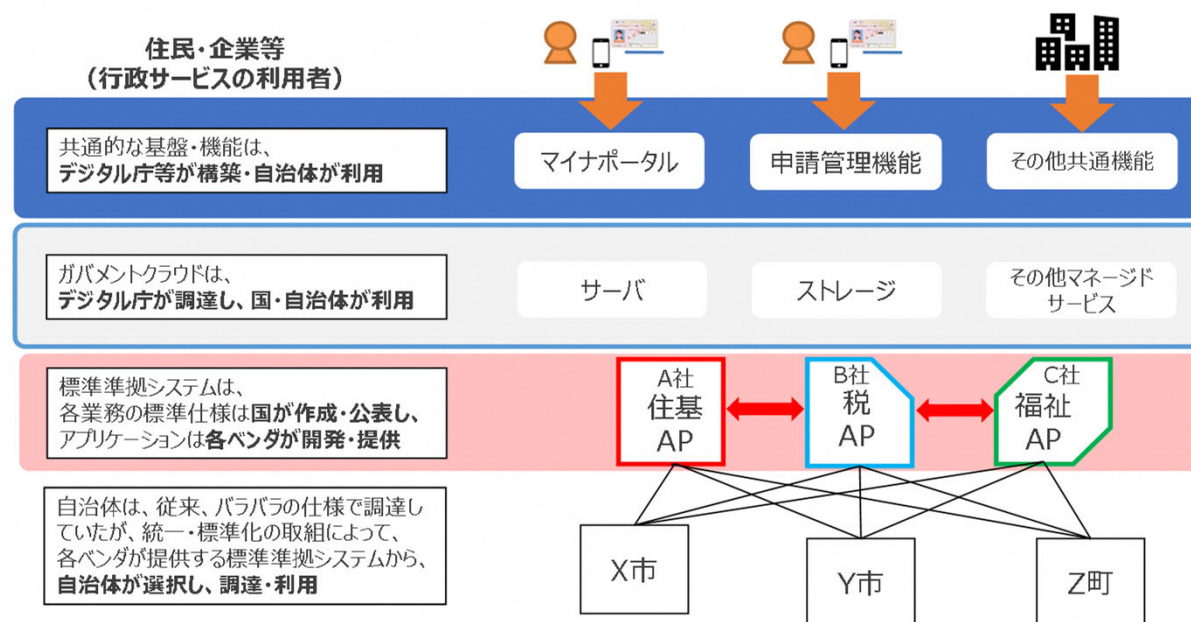 住民・企業等
（行政サービスの利用者）
共通的な基盤・機能は、
デジタル庁等が構築・自治体が利用
マイナポータル
申請管理機能
その他共通機能
ガバメントクラウドは、
デジタル庁が調達し、国・自治体が利用
サーバ
ストレージ
その他マネージド
サービス
標準準拠システムは、
各業務の標準仕様は国が作成・公表し、
アプリケーションは各ベンダが開発・提供
A社
住基
AP
B社
税
AP
C社
福祉
AP
自治体は、従来、バラバラの仕様で調達し
ていたが、統一・標準化の取組によって、
各ベンダが提供する標準準拠システムから、
自治体が選択し、調達・利用
X市
Y市
Z町